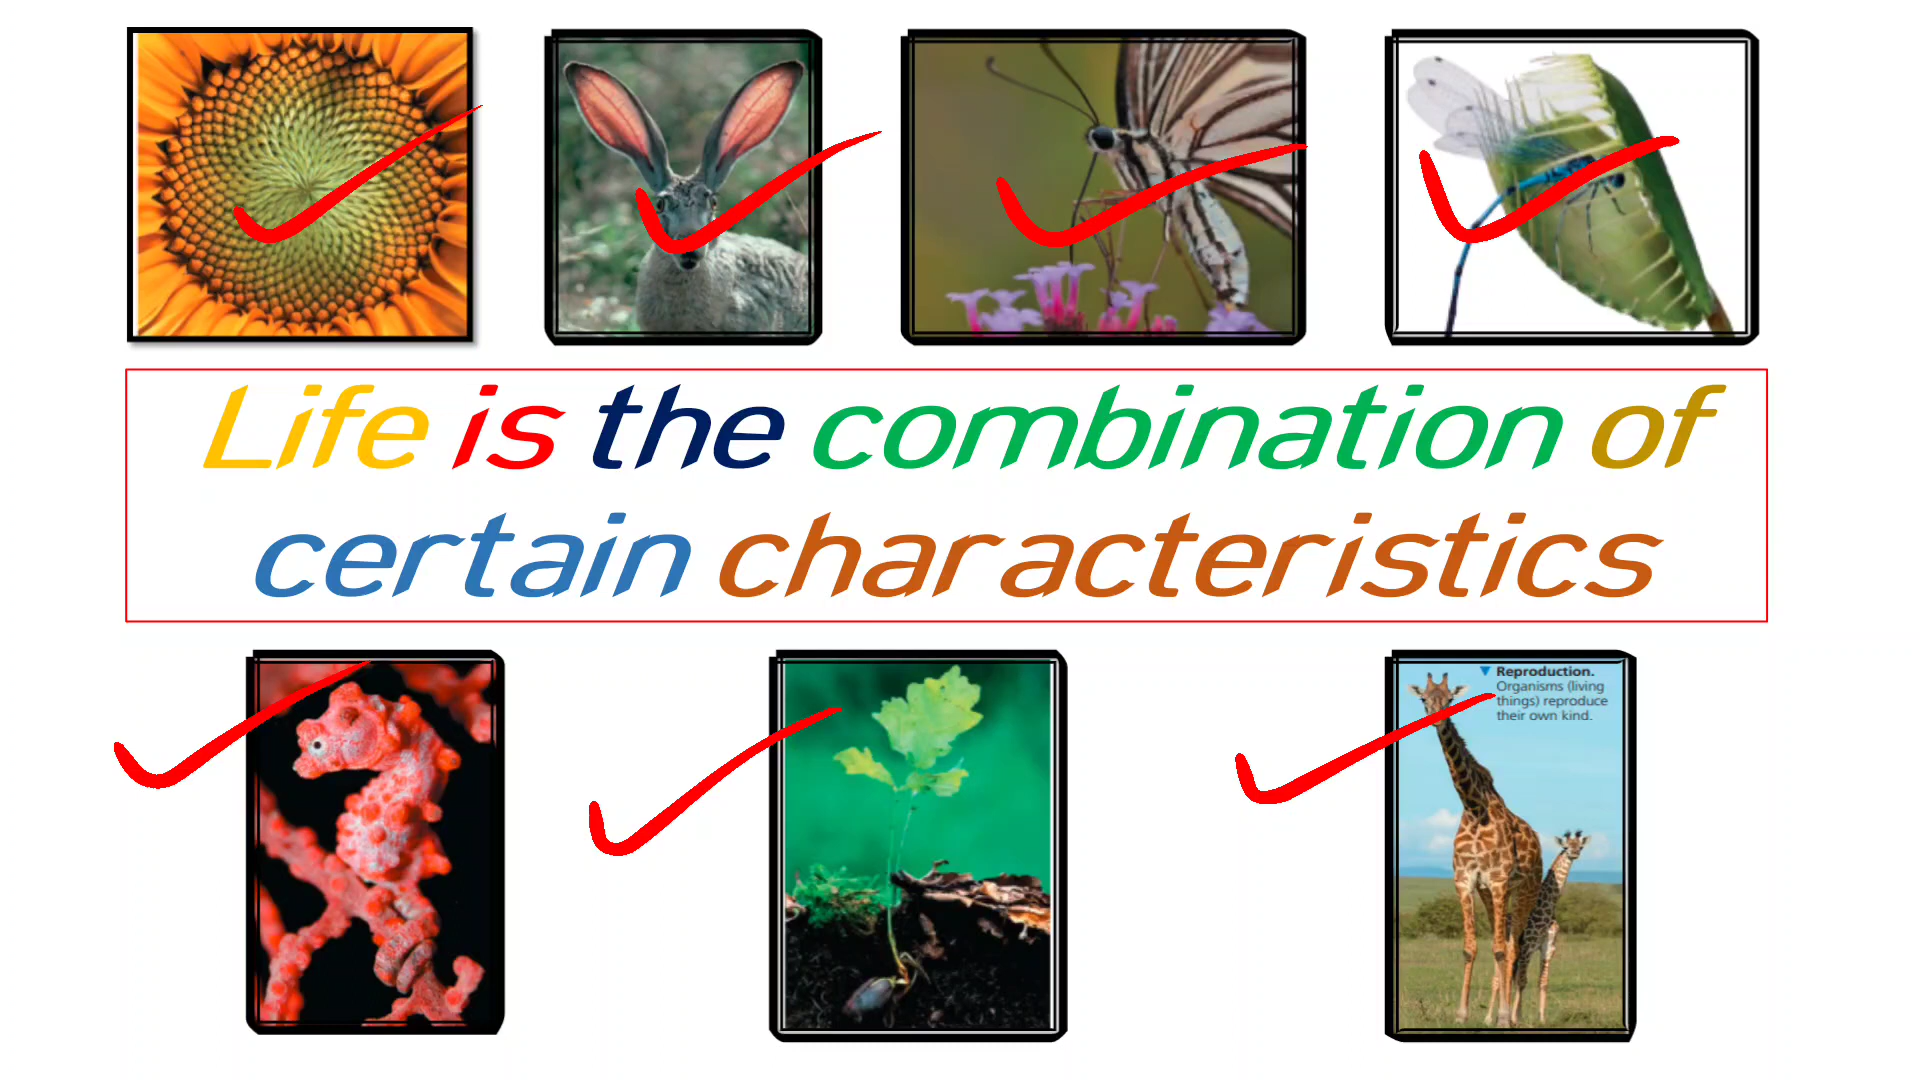 Life is the combination of
certain characteristics
▼ Reproduction.
Organisms (living
things) reproduce
their own kind.